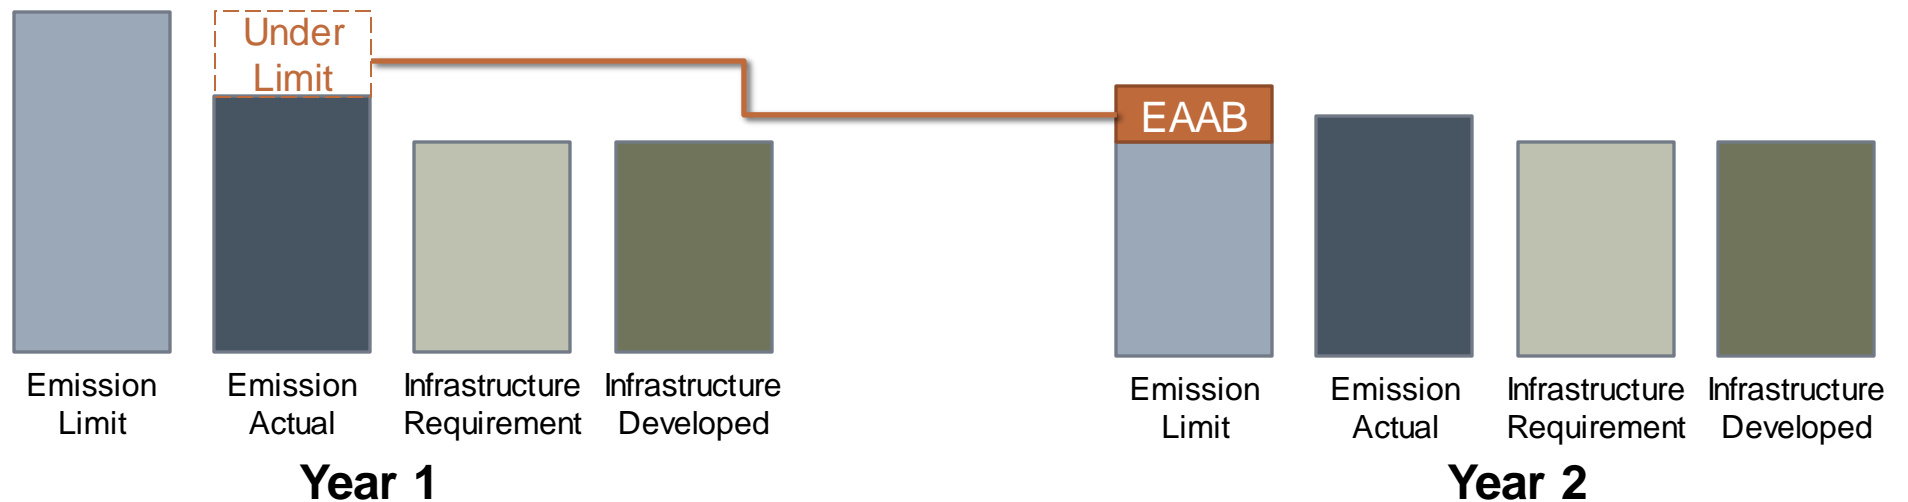 Under
Limit
EAAB
Emission
Limit
Emission
Actual
Infrastructure
Requirement
Infrastructure
Developed
Year 1
Emission
Limit
Emission
Actual
Infrastructure
Requirement
Infrastructure
Developed
Year 2